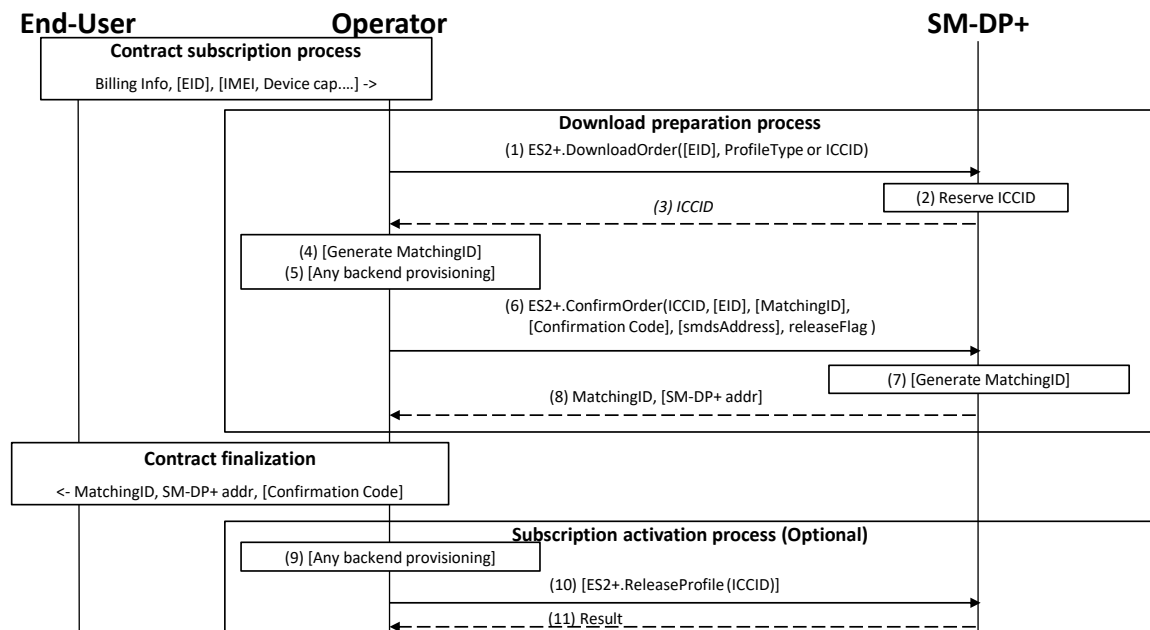 End-User
Operator
SM-DP+
Contract subscription process
Billing Info, [EID], [IMEI, Device cap....] ->
Download preparation process
(1) ES2+.DownloadOrder([EID], ProfileType or ICCID)
(2) Reserve ICCID
(3) ICCID
(4) [Generate MatchingID]
(5) [Any backend provisioning]
(6) ES2+.ConfirmOrder(ICCID, [EID], [MatchingID],
[Confirmation Code], [smdsAddress], releaseFlag )
(7) [Generate MatchingID]
(8) MatchingID, [SM-DP+ addr]
Contract finalization
<- MatchingID, SM-DP+ addr, [Confirmation Code]
Subscription activation process (Optional)
(9) [Any backend provisioning]
(10) [ES2+.ReleaseProfile(ICCID)]
(11) Result